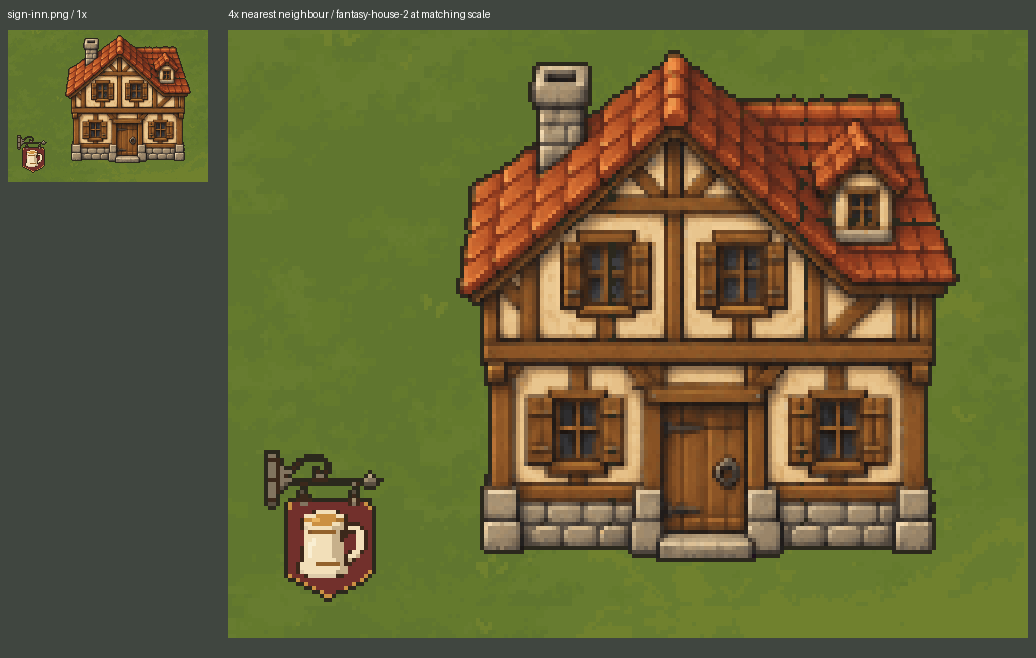 sign-inn.png / 1x
4x nearest neighbour / fantasy-house-2 at matching scale